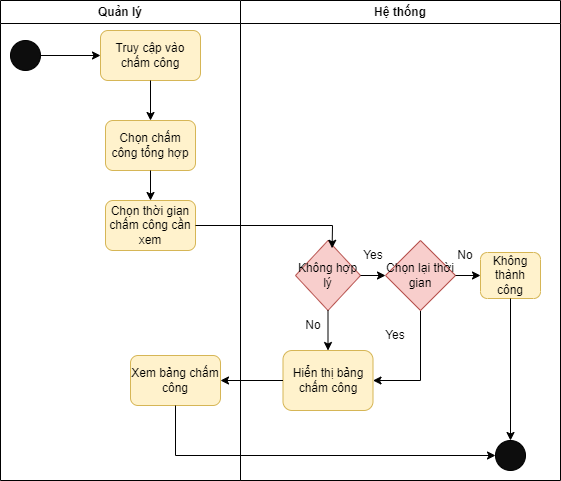 Quản lý
Hệ thống
Truy cập vào
chấm công
Chọn chấm
công tổng hợp
Chọn thời gian
chấm công cần
xem
Không hợp
lý
Yes
Chọn lại thời
gian
No
Không
thành
công
No
Yes
Hiển thị bảng
chấm công
Xem bảng chấm
công